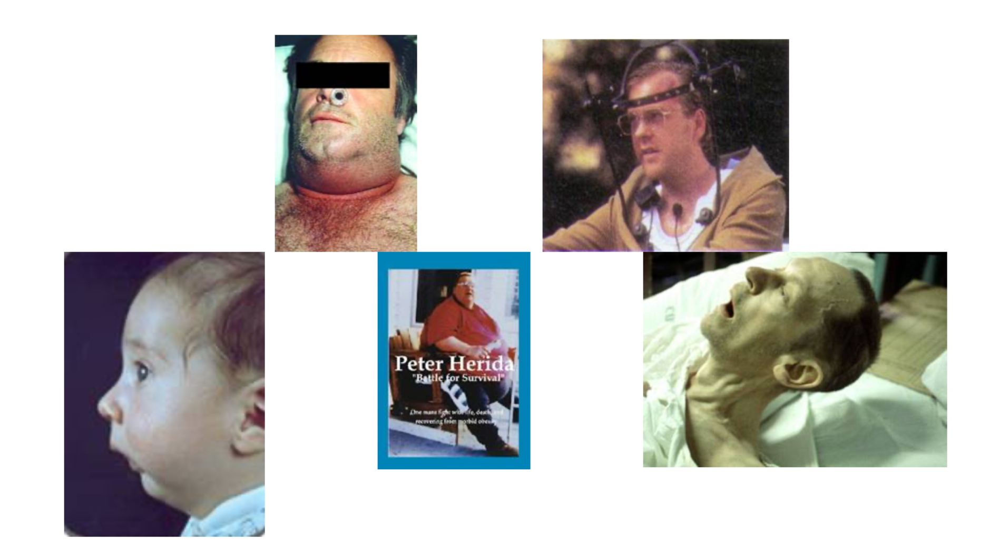 Peter Herida
"Battle for Survival"
One mans fight with life, death, and
recovering from morbid obesity